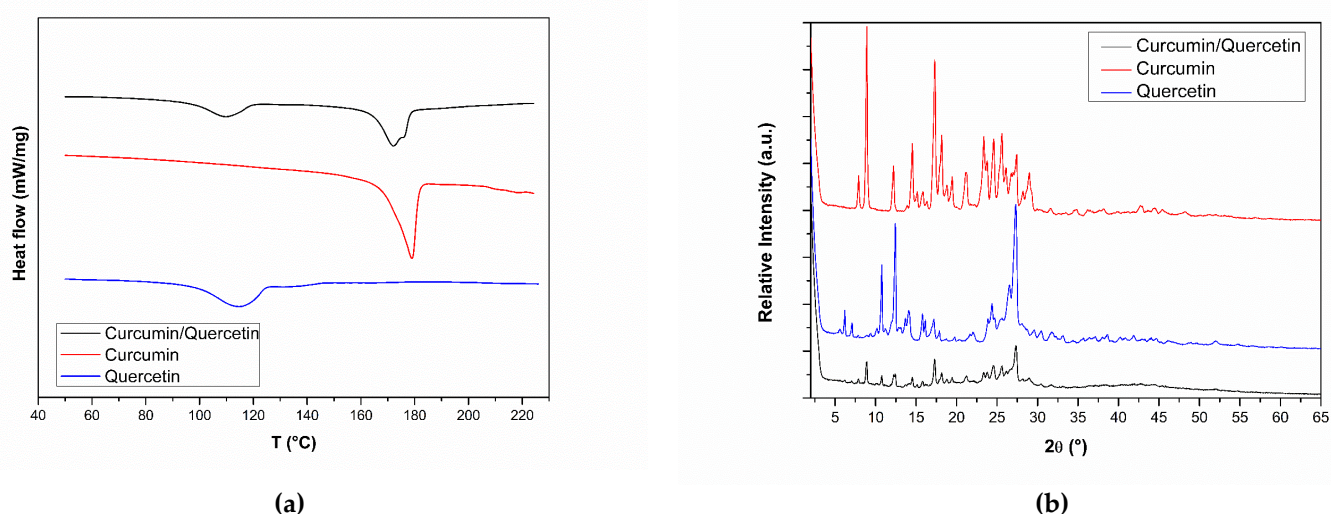 Heat flow (mW/mg)
Curcumin/Quercetin
Curcumin
Quercetin
40 60 80 100 120 140 160 180 200 220
T (°C)
(a)
Relative Intensity (a.u.)
Curcumin/Quercetin
Curcumin
Quercetin
5 10 15 20 25 30 35 40 45 50 55 60 65
2θ (°)
(b)